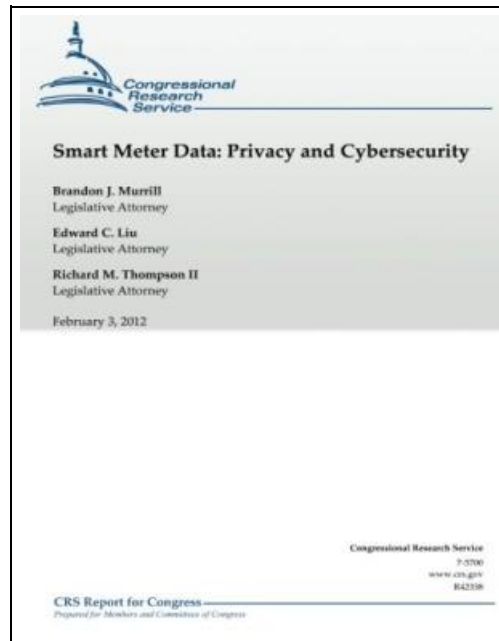 Congressional
Research
Service
Smart Meter Data: Privacy and Cybersecurity
Brandon J. Murrill
Legislative Attorney
Edward C. Liu
Legislative Attorney
Richard M. Thompson II
Legislative Attorney
February 3, 2012
Congressional Research Service
7-5700
www.crs.gov
R42338
CRS Report for Congress
Prepared for Members and Committees of Congress